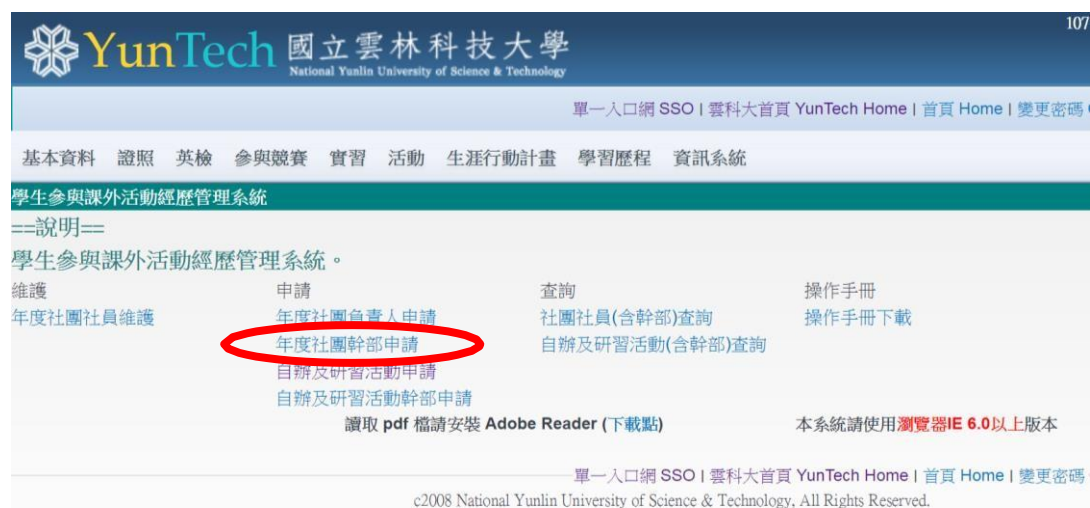 107
YunTech 國立雲林科技大學
National Yunlin University of Science & Technology
單一入口網 SSO | 雲科大首頁 YunTech Home | 首頁 Home | 變更密碼
基本資料 證照 英檢 參與競賽 實習 活動 生涯行動計畫 學習歷程 資訊系統
學生參與課外活動經歷管理系統
==說明==
學生參與課外活動經歷管理系統。
維護 申請 查詢 操作手冊
年度社團社員維護 年度社團負責人申請 社團社員(含幹部)查詢 操作手冊下載
年度社團幹部申請 自辦及研習活動(含幹部)查詢
自辦及研習活動申請
自辦及研習活動幹部申請
讀取 pdf 檔請安裝 Adobe Reader (下載點) 本系統請使用瀏覽器IE 6.0以上版本
單一入口網 SSO | 雲科大首頁 YunTech Home | 首頁 Home | 變更密碼
c2008 National Yunlin University of Science & Technology, All Rights Reserved.